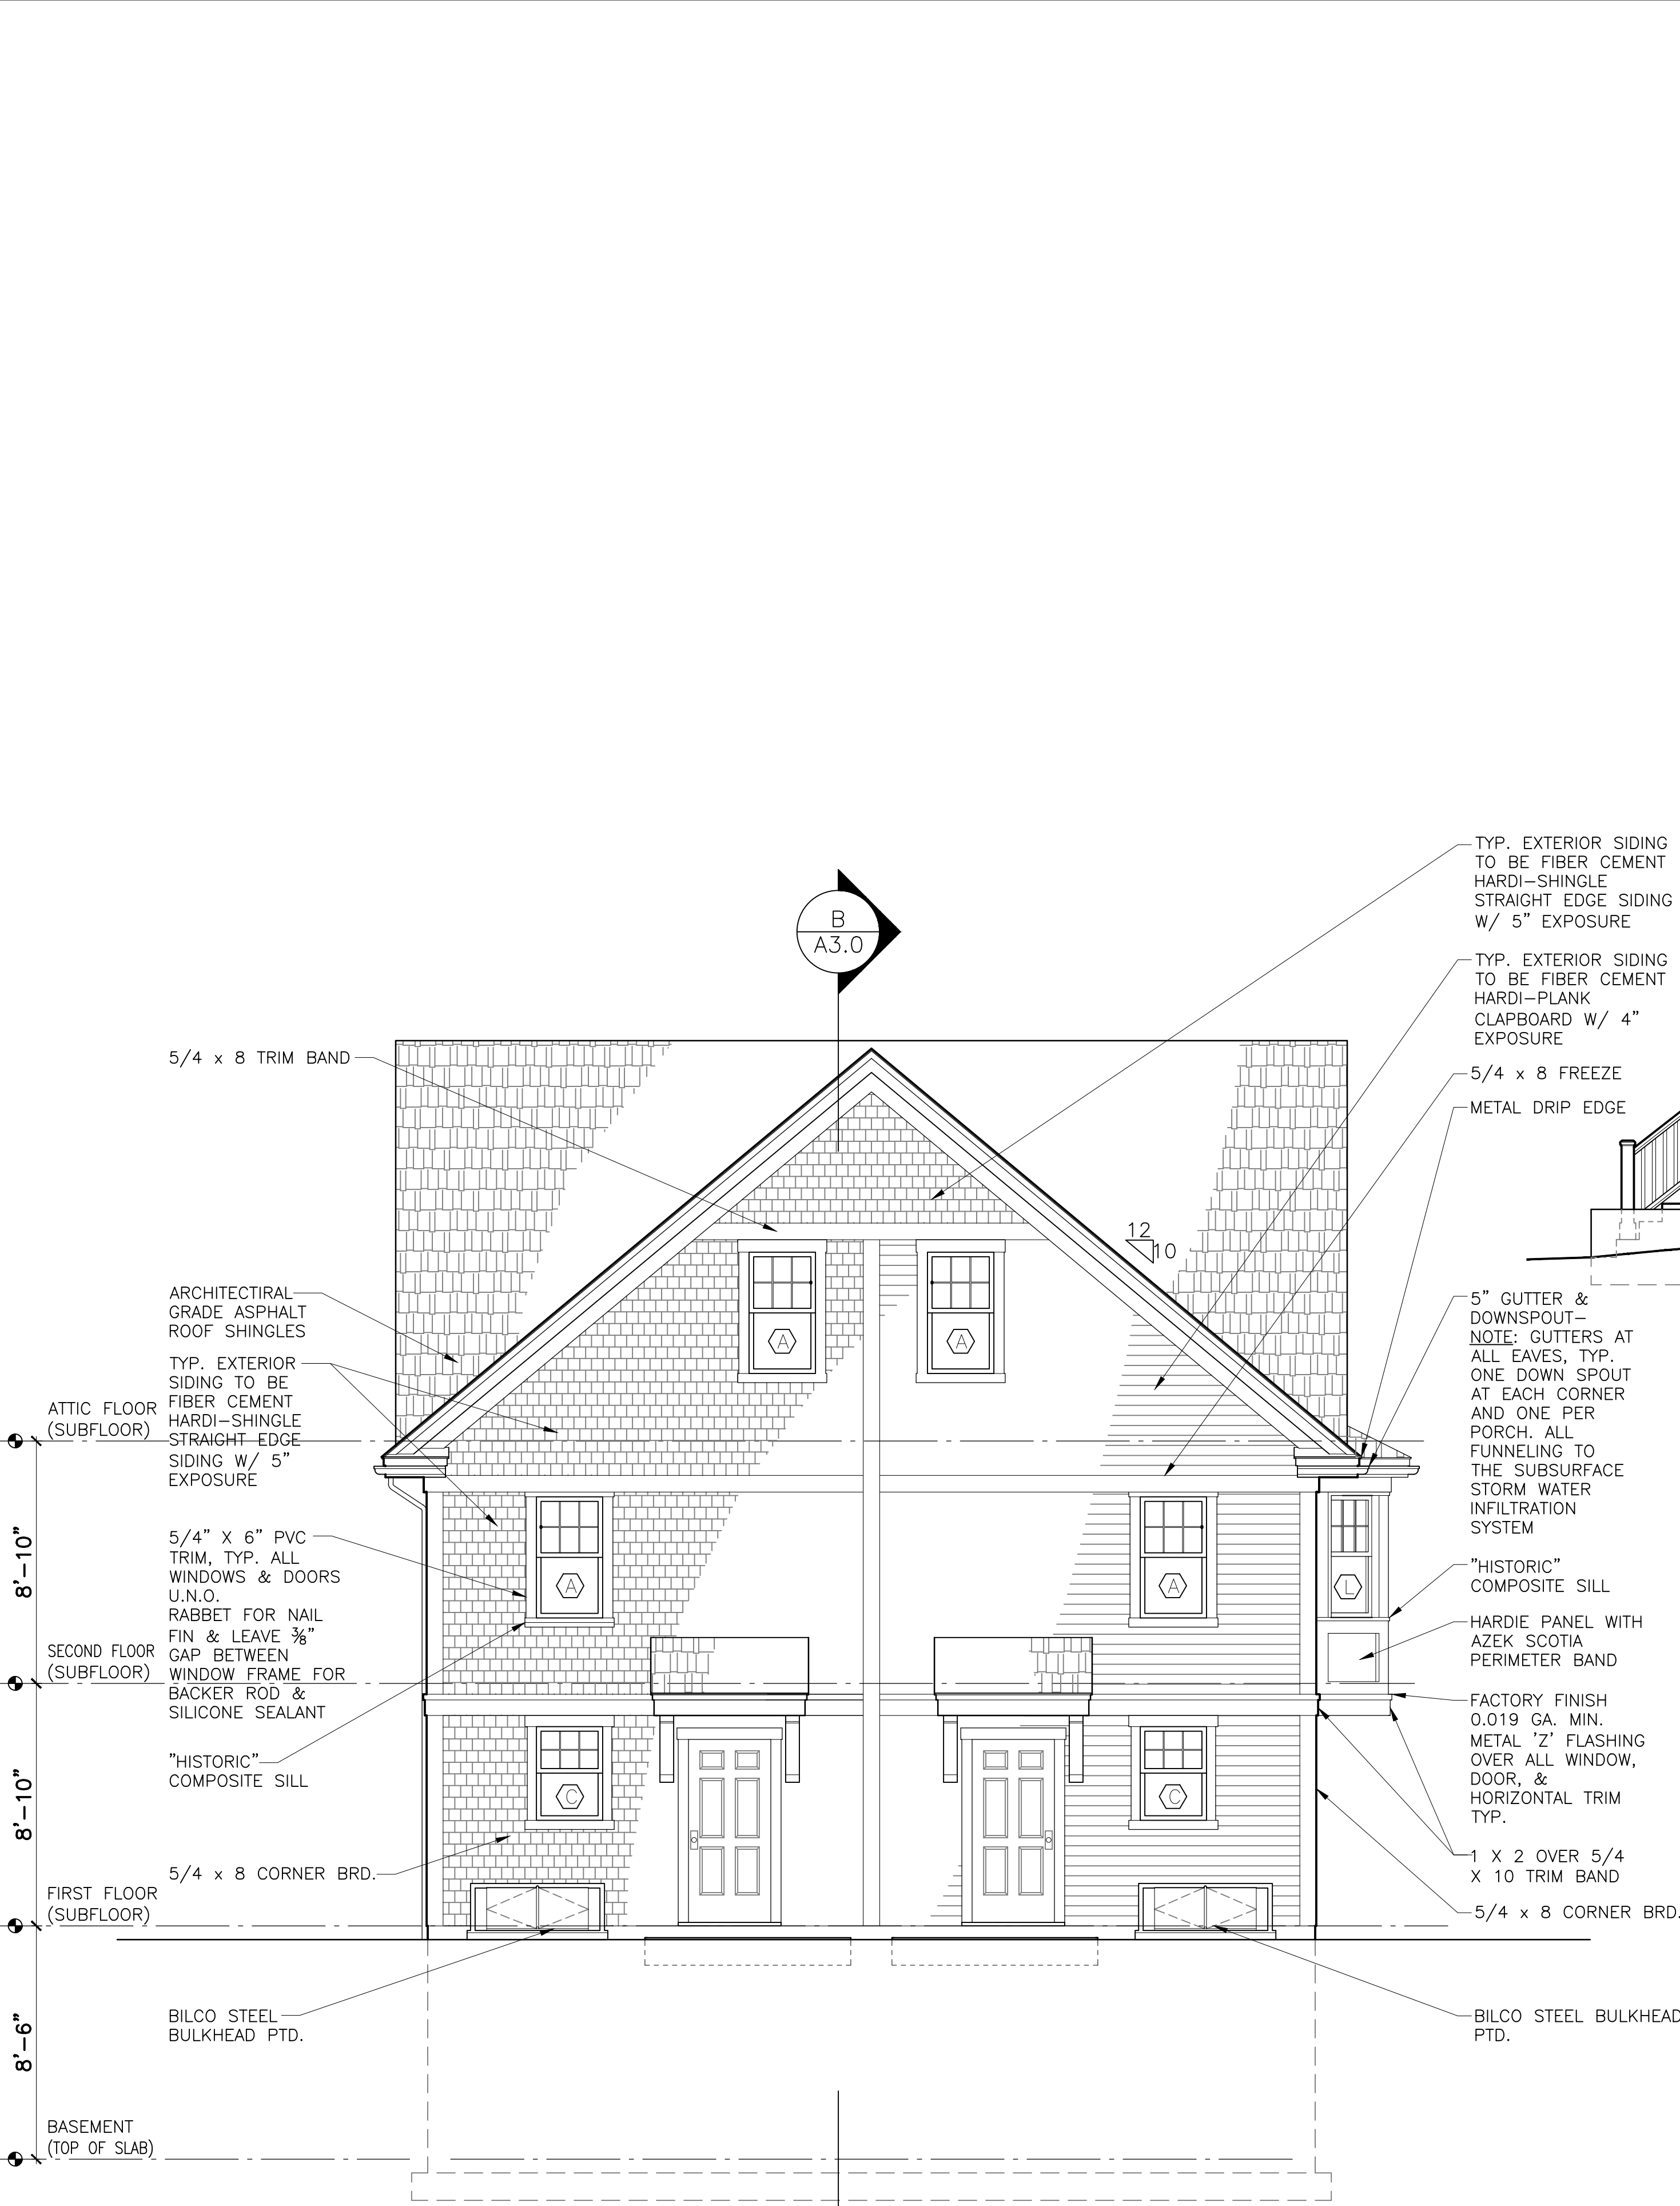 B
A3.0
5/4 x 8 TRIM BAND
ARCHITECTIRAL
GRADE ASPHALT
ROOF SHINGLES
TYP. EXTERIOR
SIDING TO BE
FIBER CEMENT
HARDI-SHINGLE
STRAIGHT EDGE
SIDING W/ 5"
EXPOSURE
ATTIC FLOOR
(SUBFLOOR)
8'-10"
5/4" X 6" PVC
TRIM, TYP. ALL
WINDOWS & DOORS
U.N.O.
RABBET FOR NAIL
FIN & LEAVE ⅜"
GAP BETWEEN
WINDOW FRAME FOR
BACKER ROD &
SILICONE SEALANT
SECOND FLOOR
(SUBFLOOR)
"HISTORIC"
COMPOSITE SILL
8'-10"
5/4 x 8 CORNER BRD.
FIRST FLOOR
(SUBFLOOR)
BILCO STEEL
BULKHEAD PTD.
8'-6"
BASEMENT
(TOP OF SLAB)
12
10
A
A
A
A
L
C
C
TYP. EXTERIOR SIDING
TO BE FIBER CEMENT
HARDI-SHINGLE
STRAIGHT EDGE SIDING
W/ 5" EXPOSURE
TYP. EXTERIOR SIDING
TO BE FIBER CEMENT
HARDI-PLANK
CLAPBOARD W/ 4"
EXPOSURE
5/4 x 8 FREEZE
METAL DRIP EDGE
5" GUTTER &
DOWNSPOUT-
NOTE: GUTTERS AT
ALL EAVES, TYP.
ONE DOWN SPOUT
AT EACH CORNER
AND ONE PER
PORCH. ALL
FUNNELING TO
THE SUBSURFACE
STORM WATER
INFILTRATION
SYSTEM
"HISTORIC"
COMPOSITE SILL
HARDIE PANEL WITH
AZEK SCOTIA
PERIMETER BAND
FACTORY FINISH
0.019 GA. MIN.
METAL 'Z' FLASHING
OVER ALL WINDOW,
DOOR, &
HORIZONTAL TRIM
TYP.
1 X 2 OVER 5/4
X 10 TRIM BAND
5/4 x 8 CORNER BRD.
BILCO STEEL BULKHEAD
PTD.